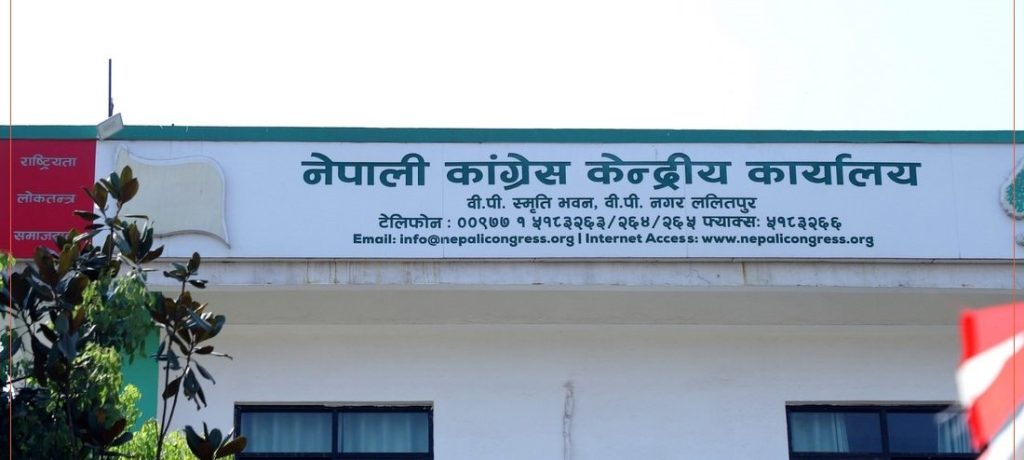 राष्ट्रियता
लोकतन्त्र
नेपाली कांग्रेस केन्द्रीय कार्यालय
वी.पी. स्मृति भवन, वी.पी. नगर ललितपुर
टेलिफोन : ००९७७ १ ५१८३२६३/२६४/२६५ फ्याक्स: ५१८३२६६
Email: info@nepalicongress.org | Internet Access: www.nepalicongress.org